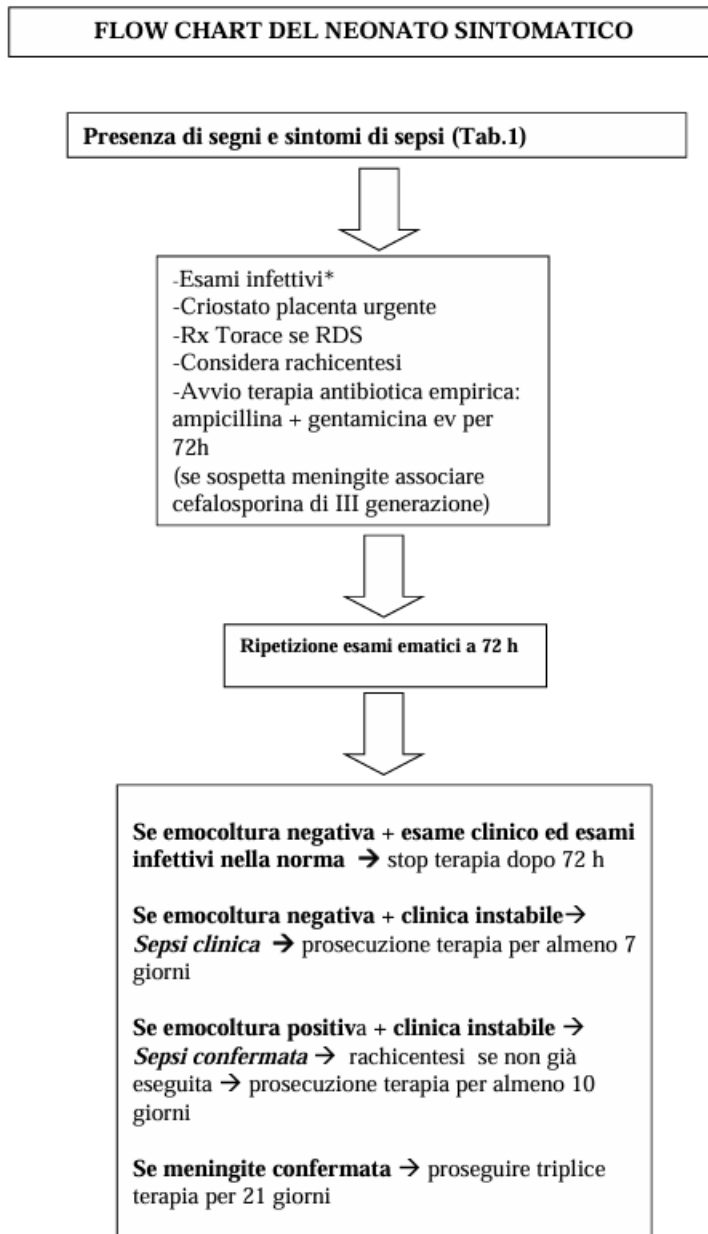 FLOW CHART DEL NEONATO SINTOMATICO
Presenza di segni e sintomi di sepsi (Tab.1)
-Esami infettivi*
-Criostato placenta urgente
-Rx Torace se RDS
-Considera rachicentesi
-Avvio terapia antibiotica empirica:
ampicillina + gentamicina ev per
72h
(se sospetta meningite associare
cefalosporina di III generazione)
Ripetizione esami ematici a 72 h
Se emocoltura negativa + esame clinico ed esami
infettivi nella norma → stop terapia dopo 72 h
Se emocoltura negativa + clinica instabile→
Sepsi clinica → prosecuzione terapia per almeno 7
giorni
Se emocoltura positiva + clinica instabile →
Sepsi confermata → rachicentesi se non già
eseguita → prosecuzione terapia per almeno 10
giorni
Se meningite confermata → proseguire triplice
terapia per 21 giorni